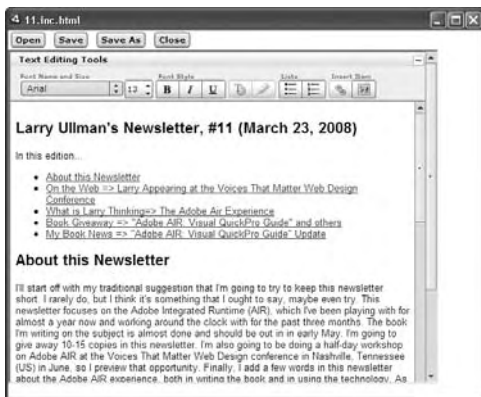 11.inc.html
Open Save Save As Close
Text Editing Tools
Font Name and Size Font Style Lists Insert Item
Arial 13 B I U
Larry Ullman's Newsletter, #11 (March 23, 2008)
In this edition...
About this Newsletter
On the Web => Larry Appearing at the Voices That Matter Web Design
Conference
What is Larry Thinking=> The Adobe Air Experience
Book Giveaway => "Adobe AIR: Visual QuickPro Guide" and others
My Book News => "Adobe AIR: Visual QuickPro Guide" Update
About this Newsletter
I'll start off with my traditional suggestion that I'm going to try to keep this newsletter
short. I rarely do, but I think it's something that I ought to say, maybe even try. This
newsletter focuses on the Adobe Integrated Runtime (AIR), which I've been playing with for
almost a year now and working around the clock with for the past three months. The book
I'm writing on the subject is almost done and should be out in in early May. I'm going to
give away 10-15 copies in this newsletter. I'm also going to be doing a half-day workshop
on Adobe AIR at the Voices That Matter Web Design conference in Nashville, Tennessee
(US) in June, so I preview that opportunity. Finally, I add a few words in this newsletter
about the Adobe AIR experience, both in writing the book and in using the technology. As